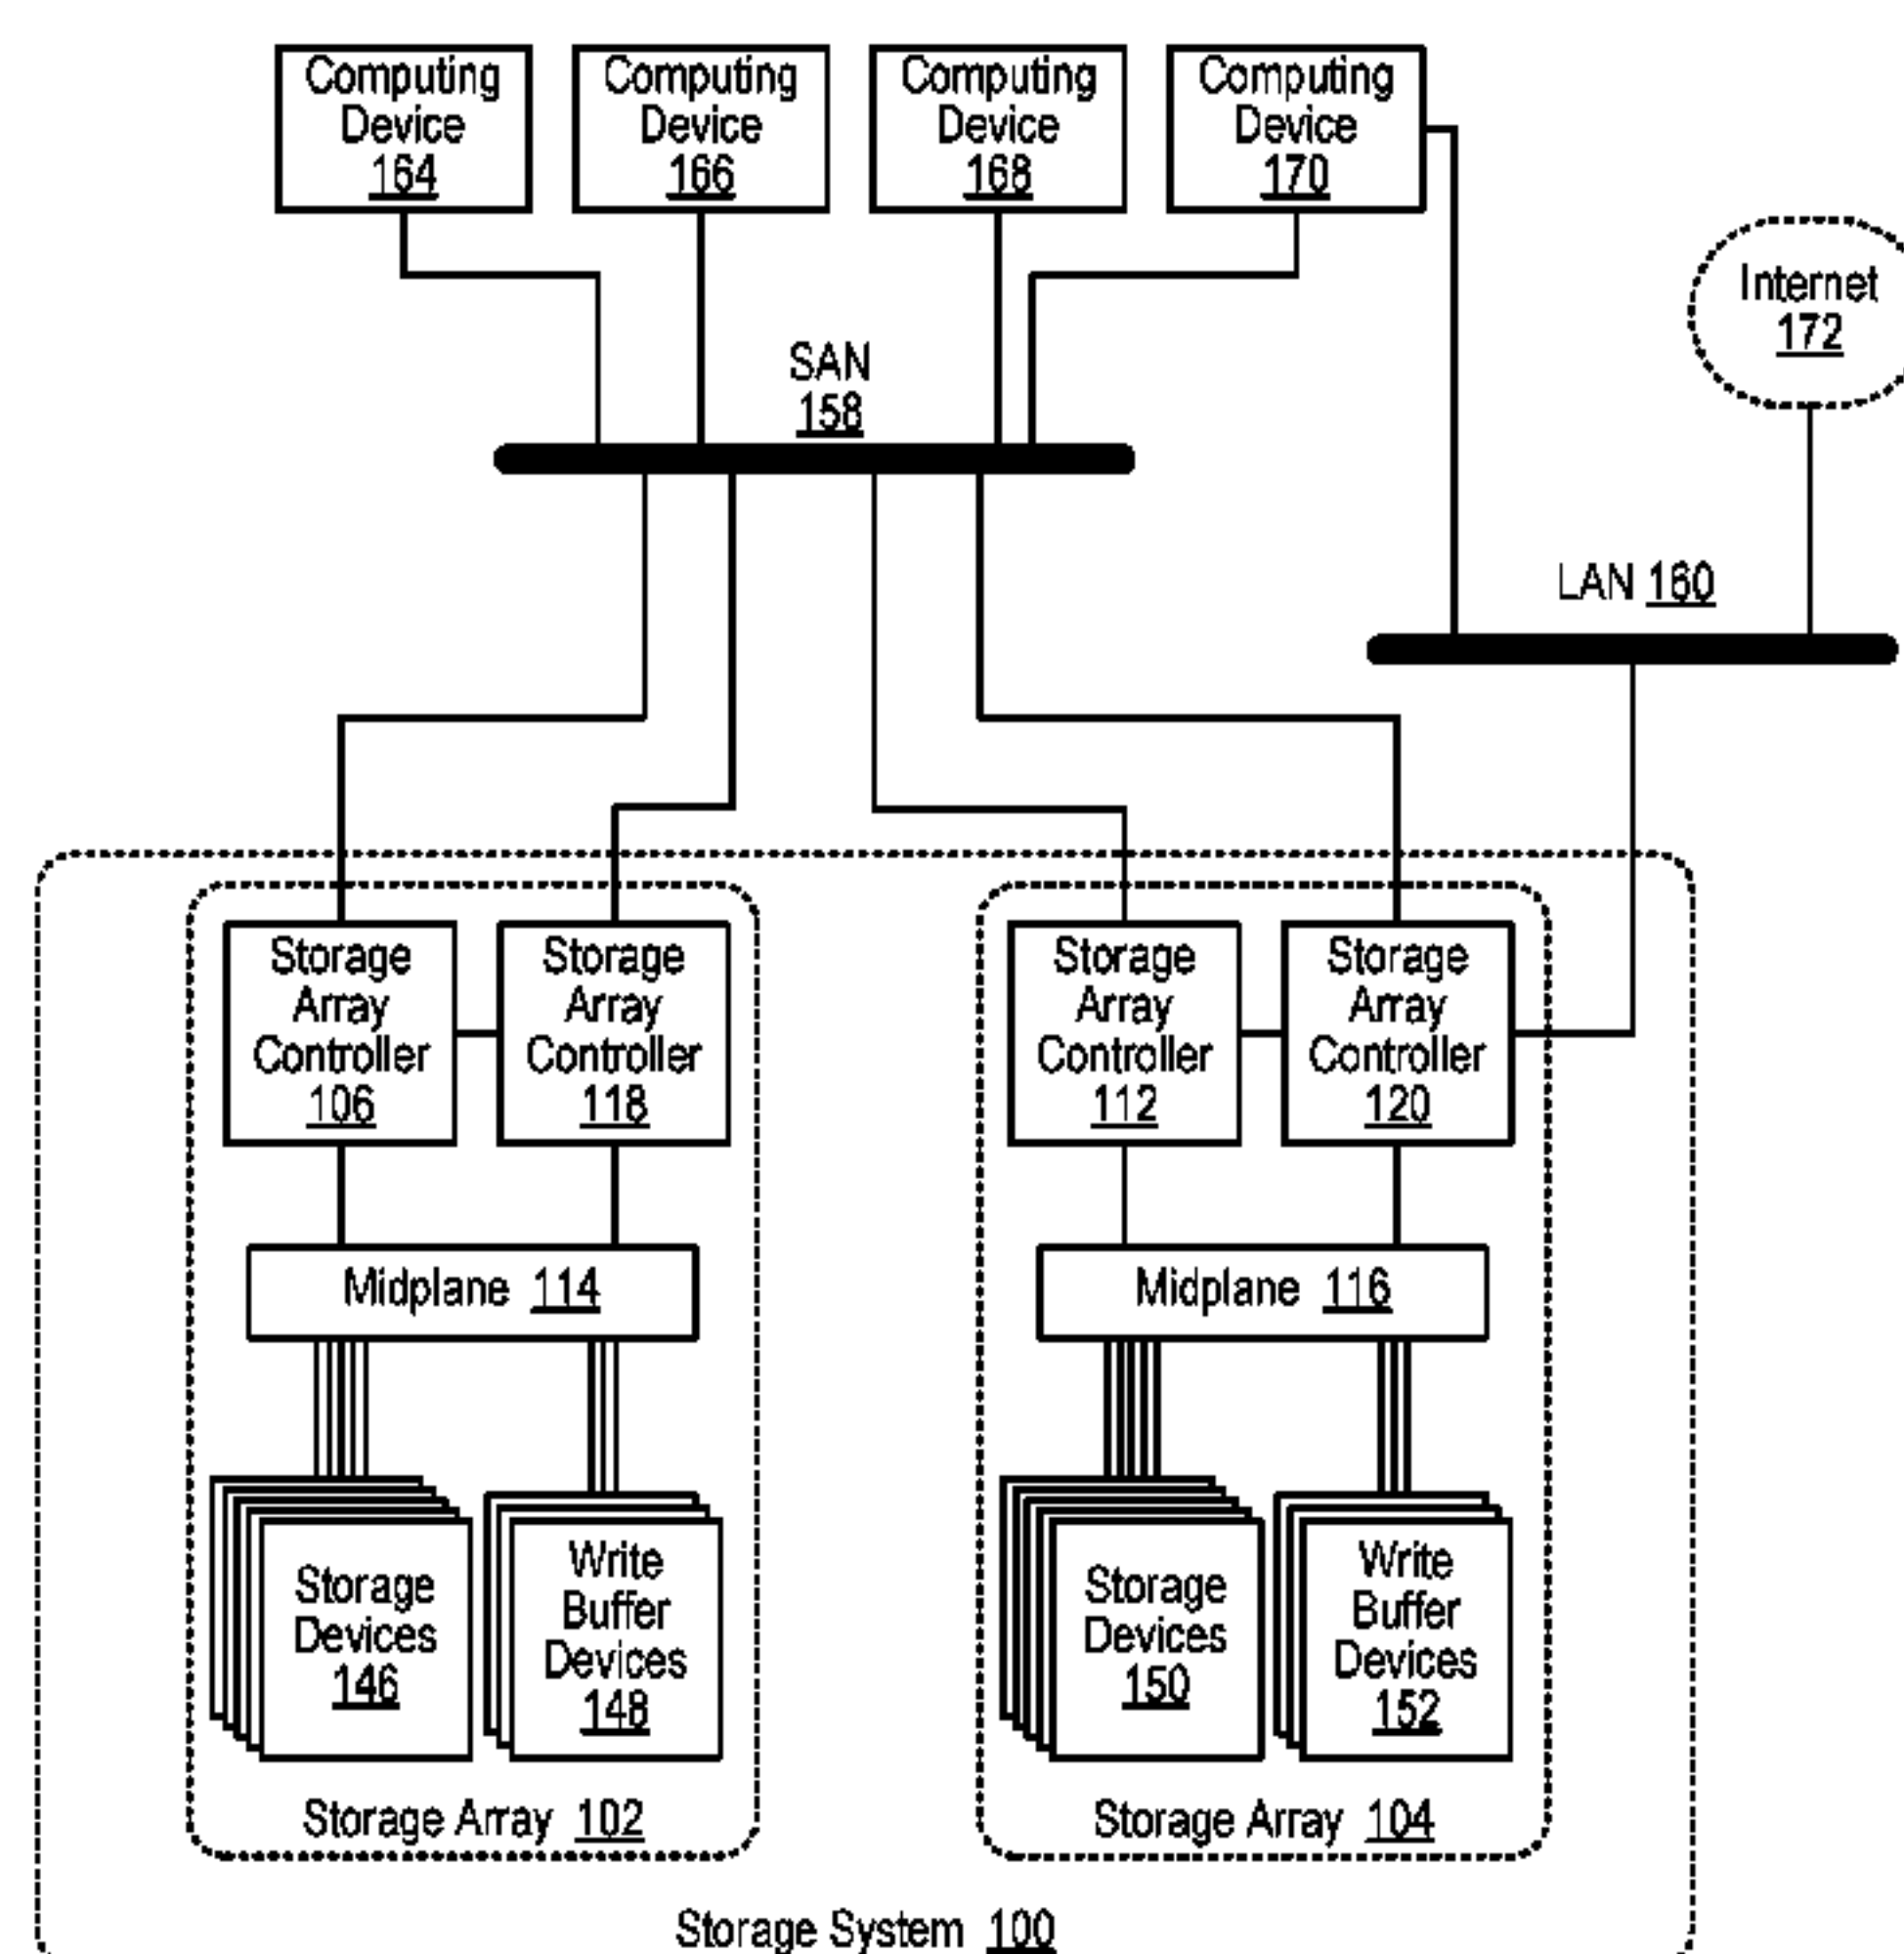 Computing
Device
164
Computing
Device
166
Computing
Device
168
Computing
Device
170
Internet
172
SAN
158
LAN 160
Storage
Array
Controller
106
Storage
Array
Controller
118
Storage
Array
Controller
112
Storage
Array
Controller
120
Midplane 114
Midplane 116
Storage
Devices
146
Write
Buffer
Devices
148
Storage
Devices
150
Write
Buffer
Devices
152
Storage Array 102
Storage Array 104
Storage System 100